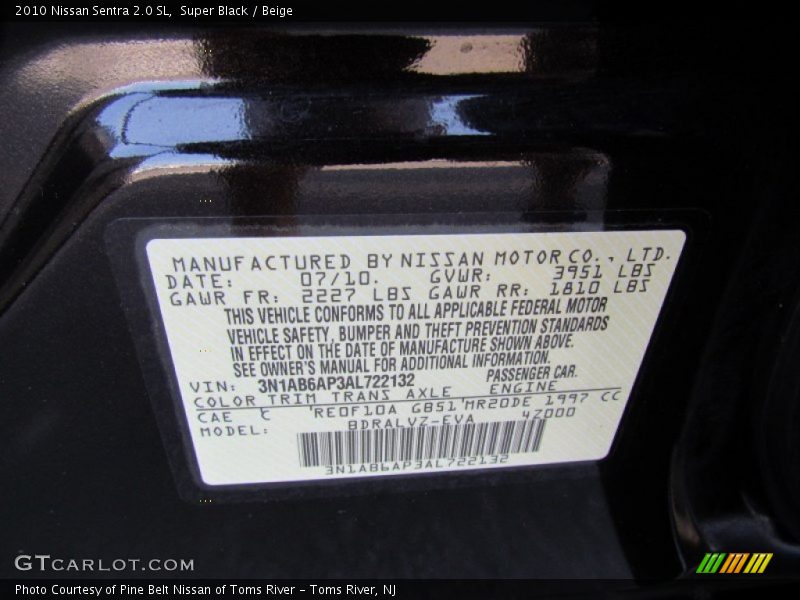 2010 Nissan Sentra 2.0 SL, Super Black / Beige
MANUFACTURED BY NISSAN MOTOR CO., LTD.
DATE: 07/10. GVWR: 3951 LBS
GAWR FR: 2227 LBS GAWR RR: 1810 LBS
THIS VEHICLE CONFORMS TO ALL APPLICABLE FEDERAL MOTOR
VEHICLE SAFETY, BUMPER AND THEFT PREVENTION STANDARDS
IN EFFECT ON THE DATE OF MANUFACTURE SHOWN ABOVE.
SEE OWNER'S MANUAL FOR ADDITIONAL INFORMATION.
VIN: 3N1AB6AP3AL722132 PASSENGER CAR.
COLOR TRIM TRANS AXLE ENGINE
CAE C 'RE0F10A GB51'MR20DE 1997 CC
MODEL: BDRALVZ-EVA 4Z000
3N1AB6AP3AL722132
GTCARLOT.COM
Photo Courtesy of Pine Belt Nissan of Toms River – Toms River, NJ